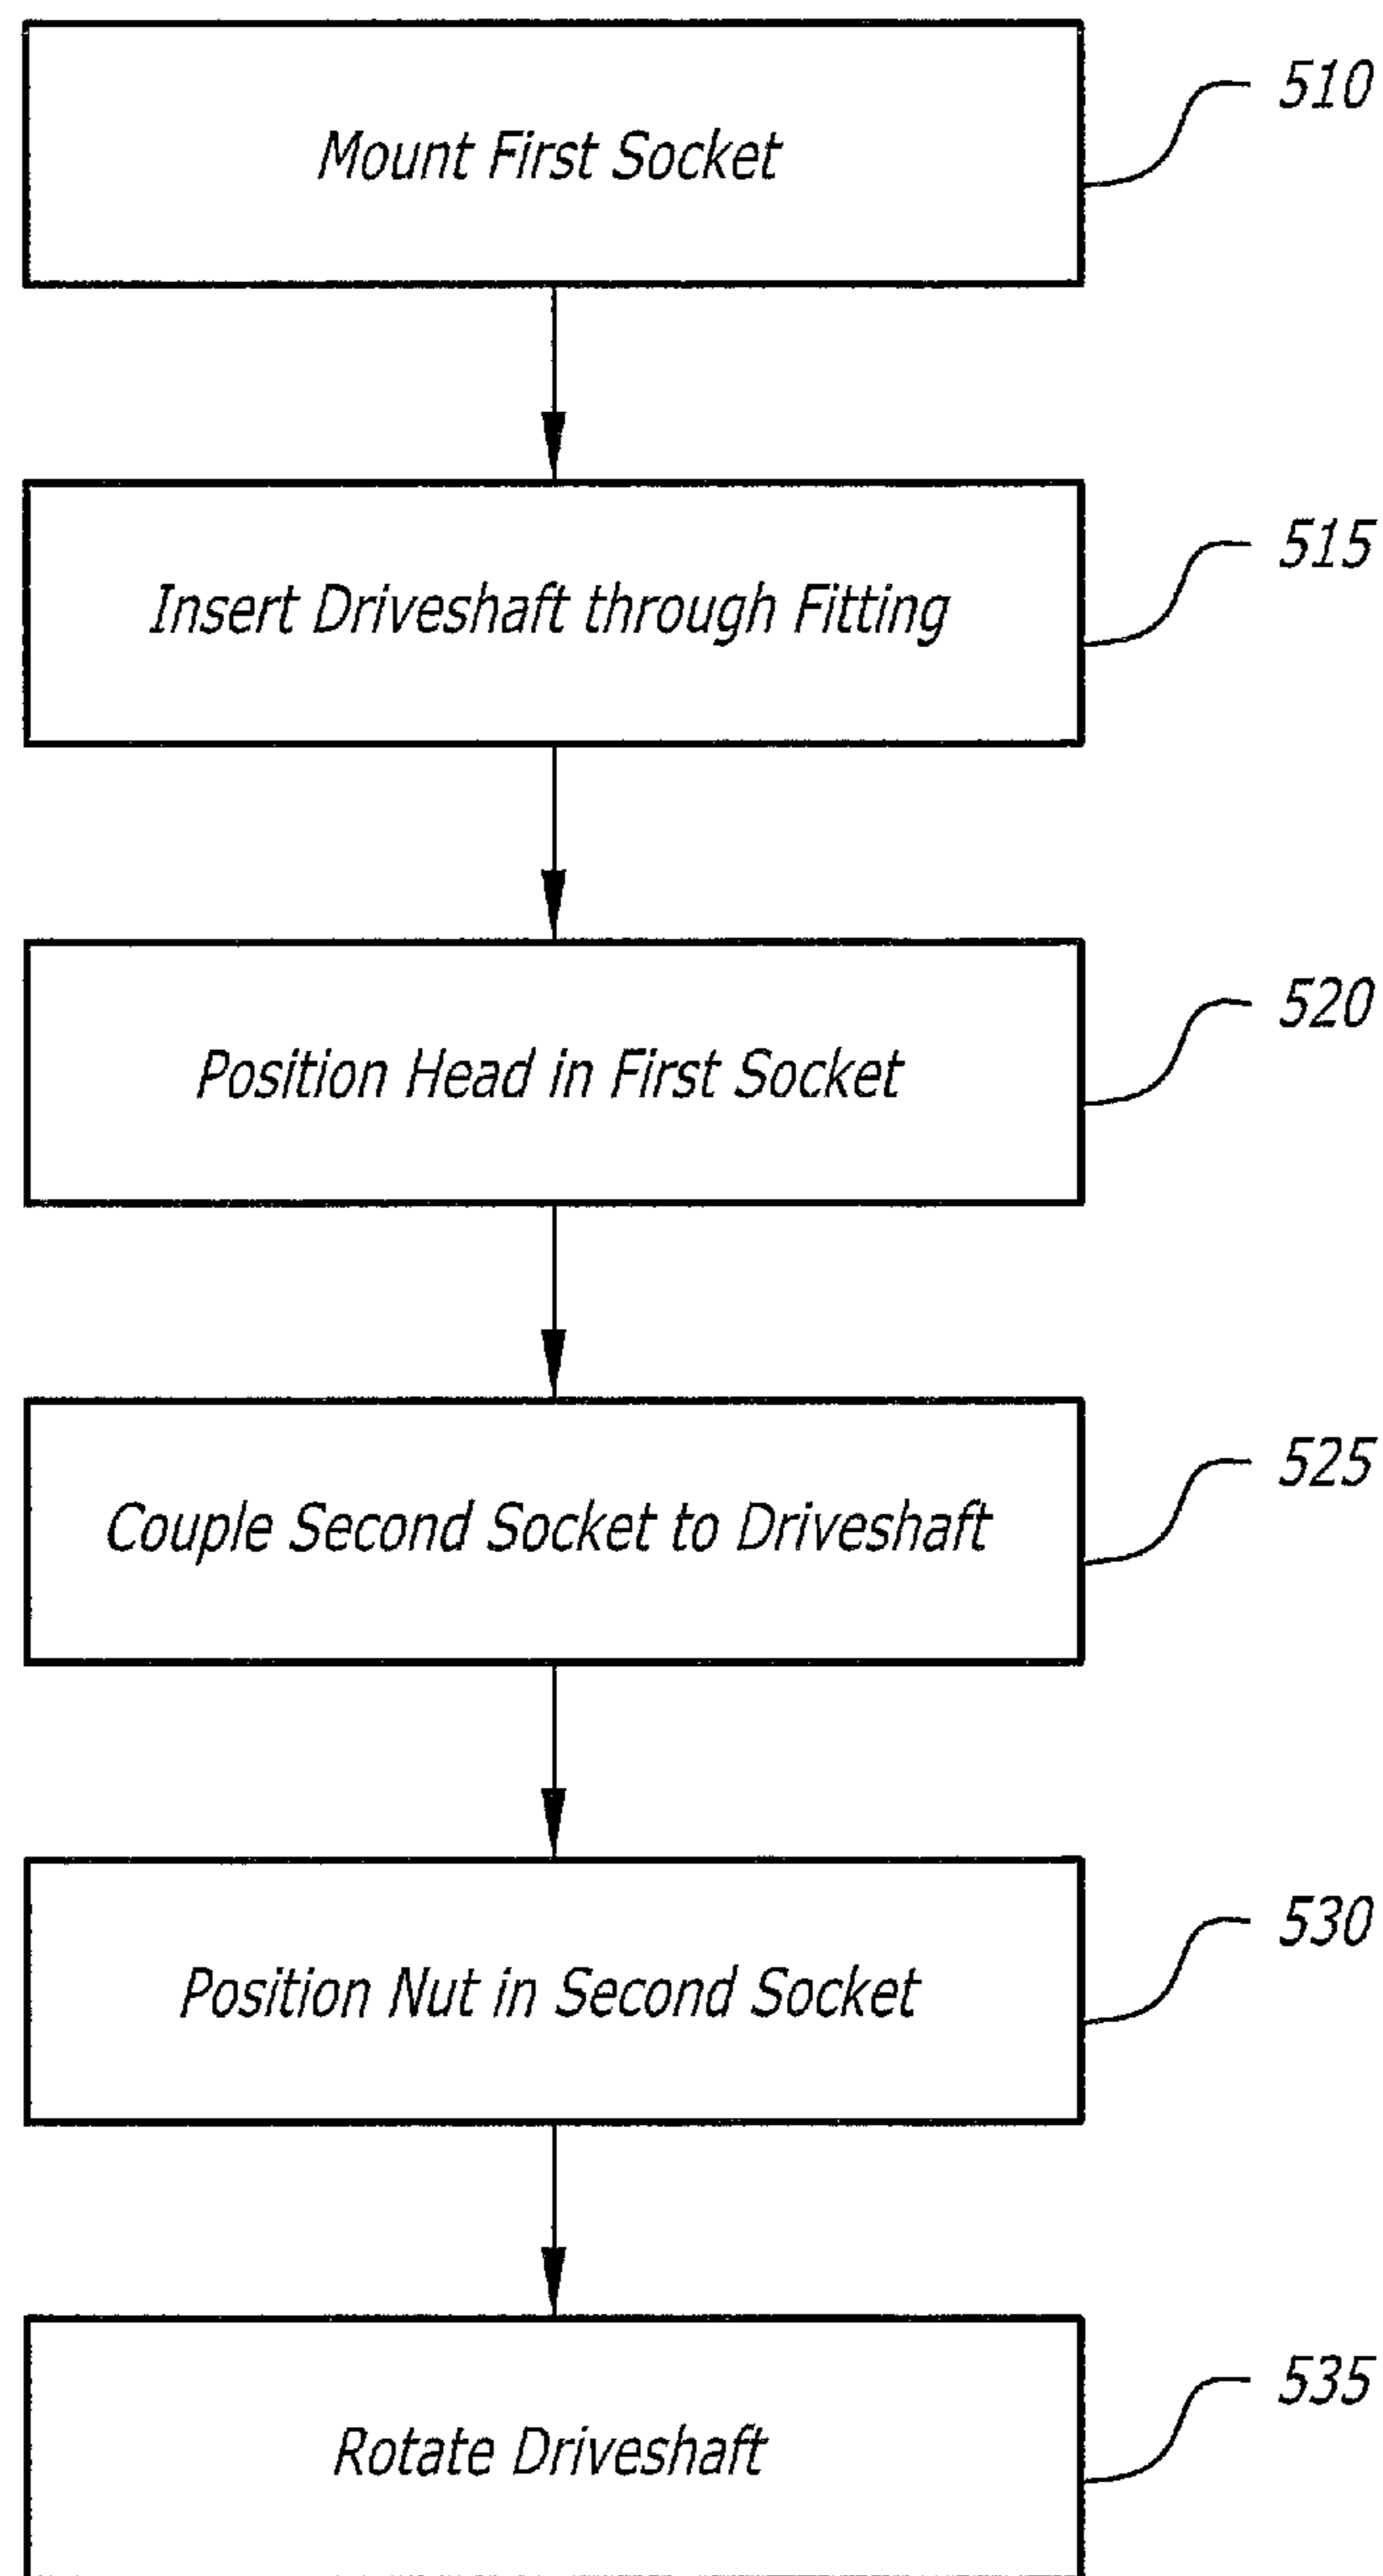 Mount First Socket
510
Insert Driveshaft through Fitting
515
Position Head in First Socket
520
Couple Second Socket to Driveshaft
525
Position Nut in Second Socket
530
Rotate Driveshaft
535